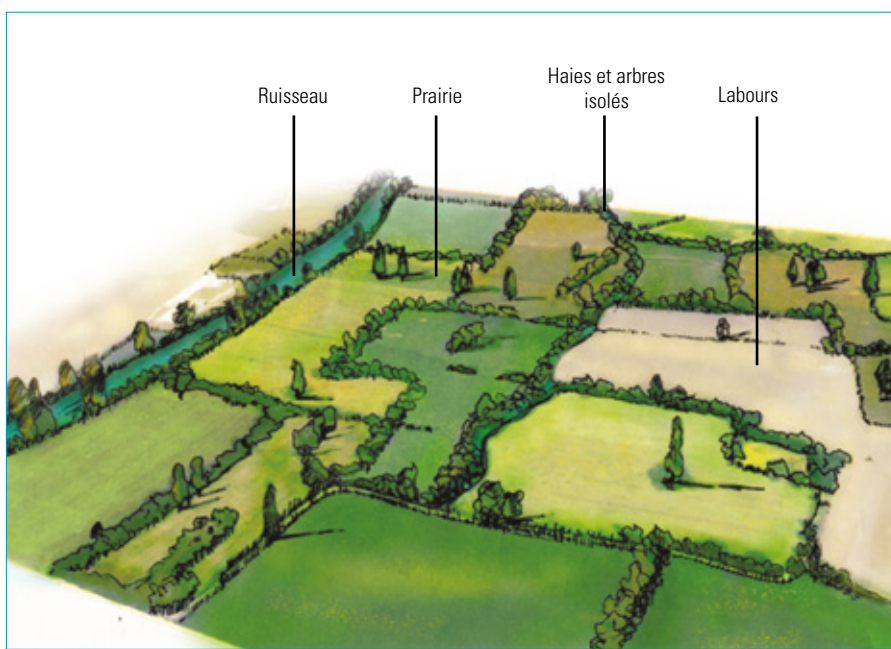 Ruisseau
Prairie
Haies et arbres
isolés
Labours